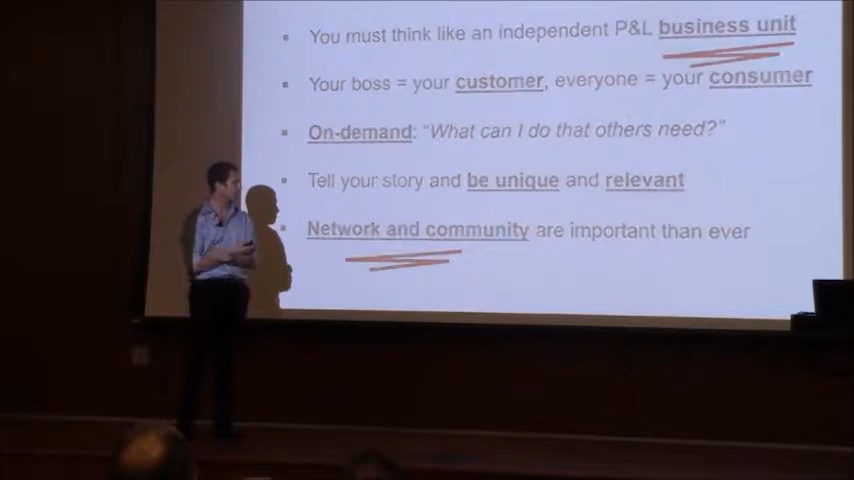 You must think like an independent P&L business unit
Your boss = your customer, everyone = your consumer
On-demand: "What can I do that others need?"
Tell your story and be unique and relevant
Network and community are important than ever